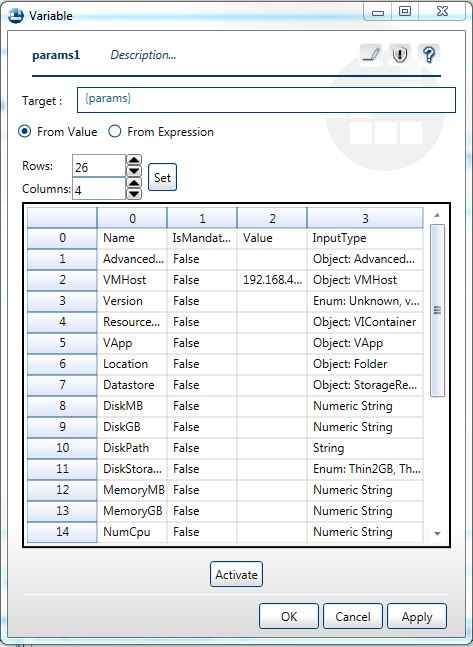 Variable
params1 Description...
Target : {params}
From Value From Expression
Rows: 26
Columns: 4 Set
0 1 2 3
0 Name IsMandat... Value InputType
1 Advanced... False Object: Advanced...
2 VMHost False 192.168.4... Object: VMHost
3 Version False Enum: Unknown, v...
4 Resource... False Object: VIContainer
5 VApp False Object: VApp
6 Location False Object: Folder
7 Datastore False Object: StorageRe...
8 DiskMB False Numeric String
9 DiskGB False Numeric String
10 DiskPath False String
11 DiskStora... False Enum: Thin2GB, Th...
12 MemoryMB False Numeric String
13 MemoryGB False Numeric String
14 NumCpu False Numeric String
Activate
OK Cancel Apply